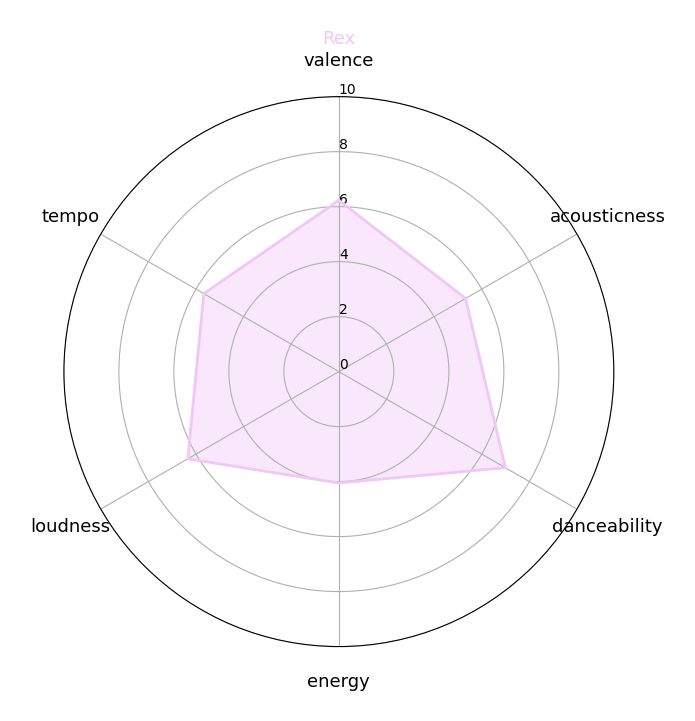 Rex
valence
10
8
tempo
acousticness
6
4
2
0
loudness
danceability
energy